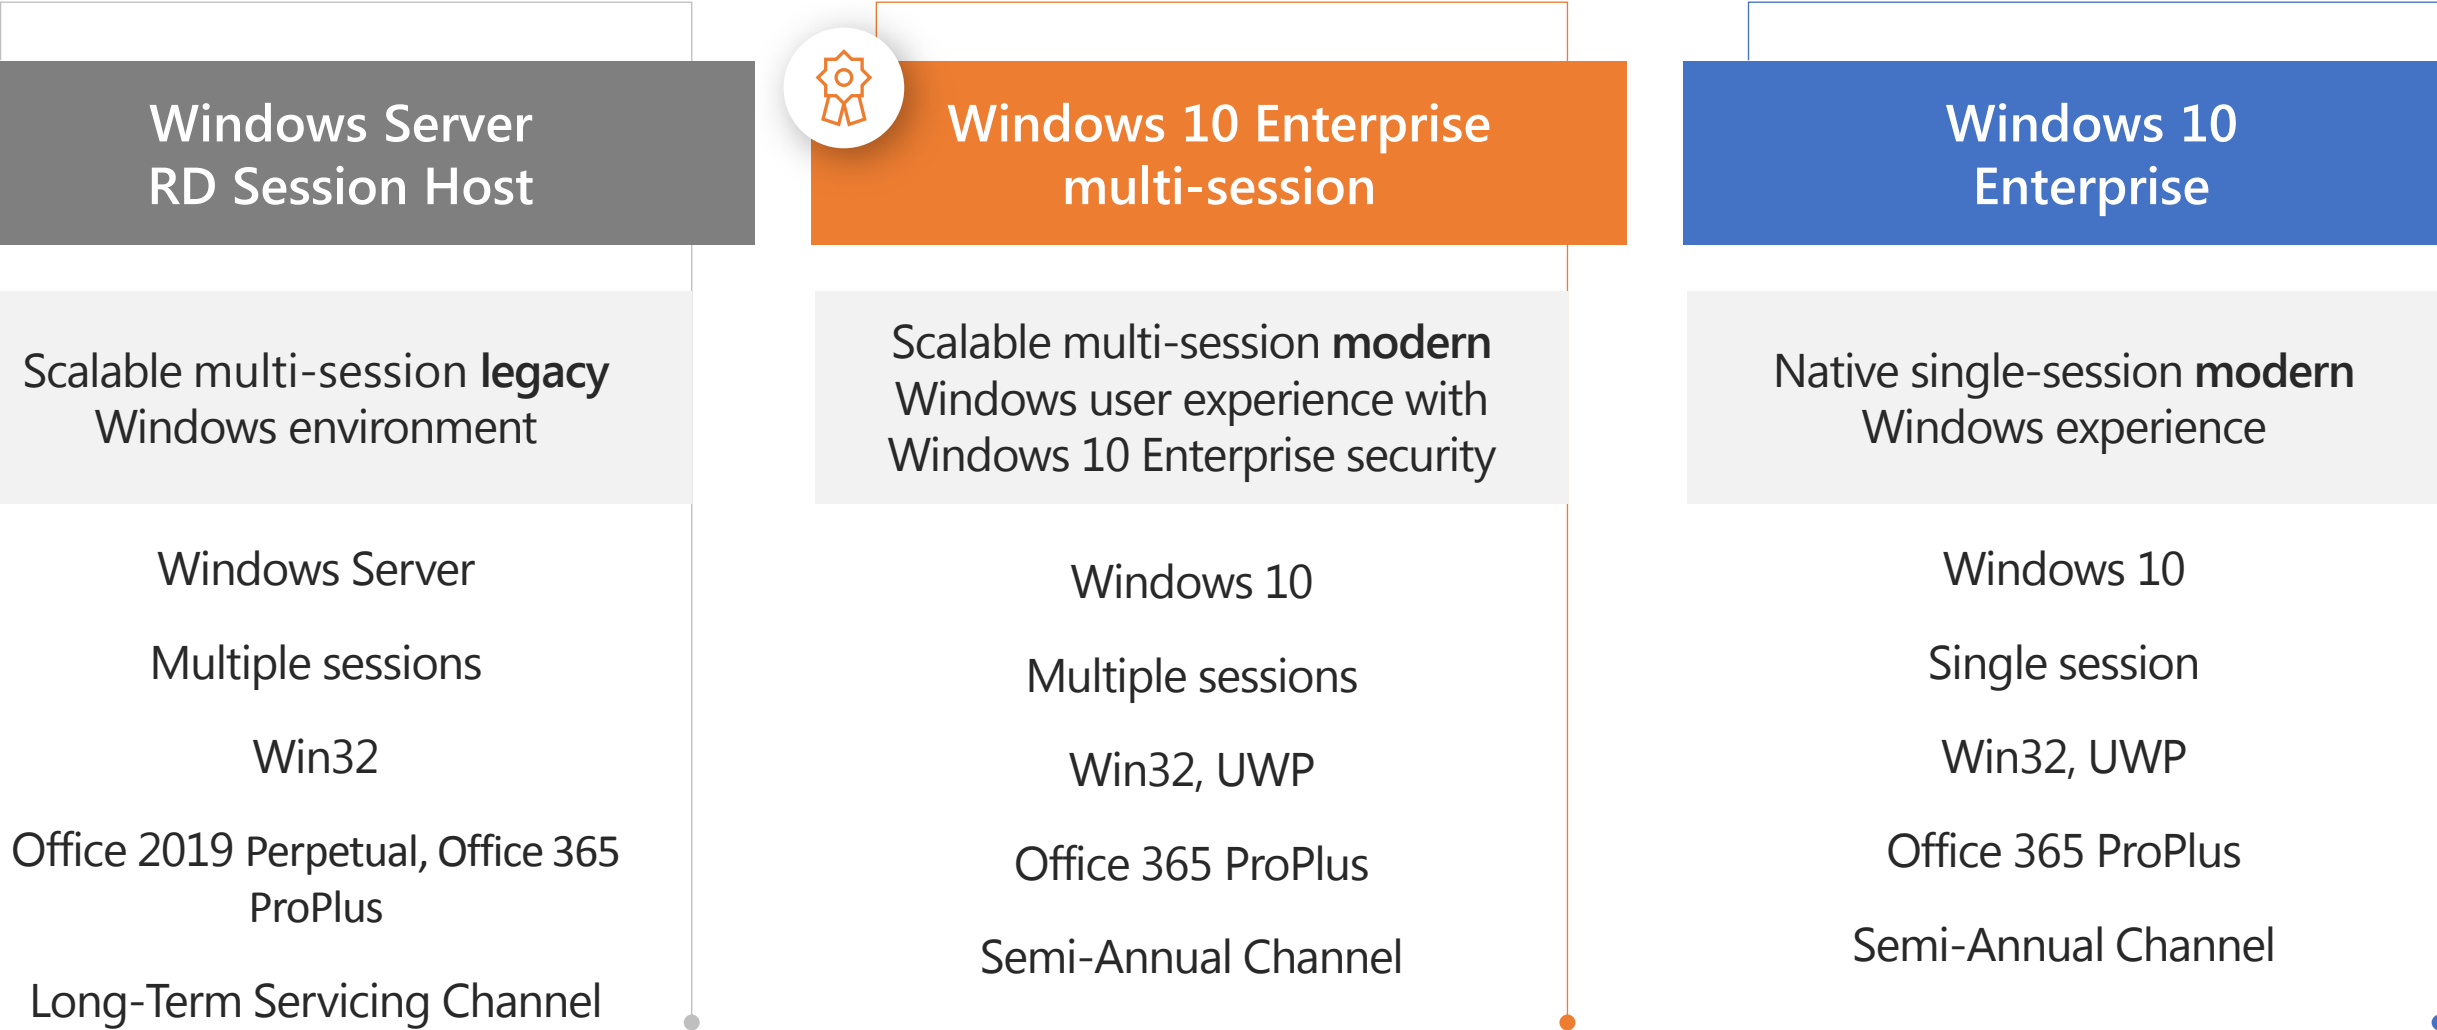 Windows Server
RD Session Host
Scalable multi-session legacy
Windows environment
Windows Server
Multiple sessions
Win32
Office 2019 Perpetual, Office 365
ProPlus
Long-Term Servicing Channel
Windows 10 Enterprise
multi-session
Scalable multi-session modern
Windows user experience with
Windows 10 Enterprise security
Windows 10
Multiple sessions
Win32, UWP
Office 365 ProPlus
Semi-Annual Channel
Windows 10
Enterprise
Native single-session modern
Windows experience
Windows 10
Single session
Win32, UWP
Office 365 ProPlus
Semi-Annual Channel